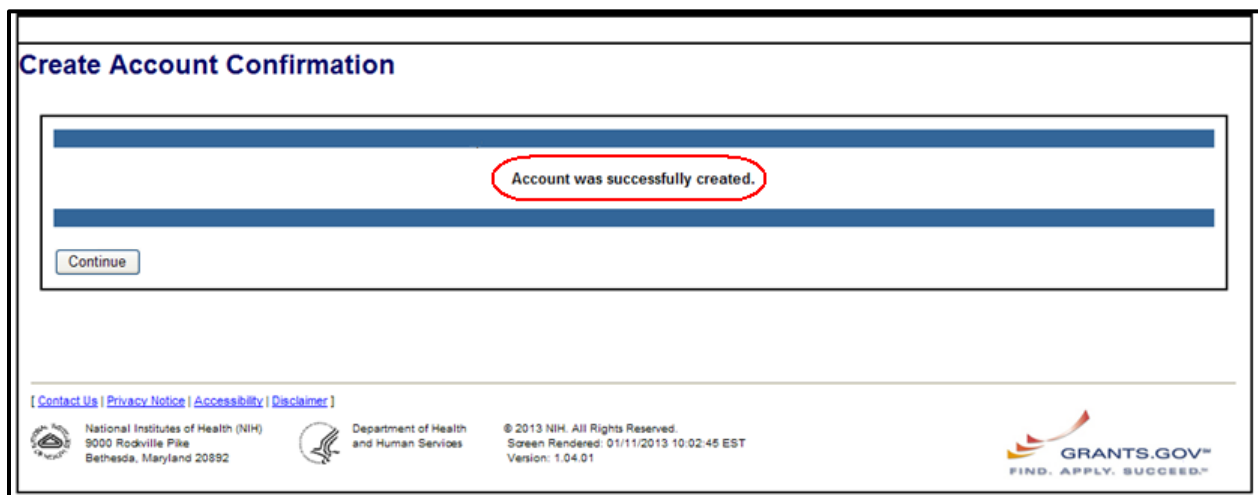 Create Account Confirmation
Account was successfully created.
Continue
[ Contact Us | Privacy Notice | Accessibility | Disclaimer ]
National Institutes of Health (NIH)
9000 Rockville Pike
Bethesda, Maryland 20892
Department of Health
and Human Services
© 2013 NIH. All Rights Reserved.
Screen Rendered: 01/11/2013 10:02:45 EST
Version: 1.04.01
GRANTS.GOV℠
FIND. APPLY. SUCCEED.℠